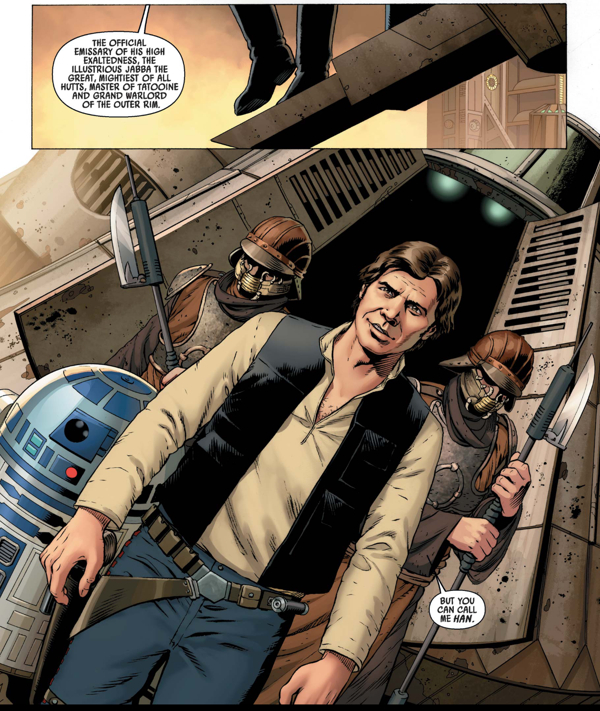 THE OFFICIAL
EMISSARY OF HIS HIGH
EXALTEDNESS, THE
ILLUSTRIOUS JABBA THE
GREAT, MIGHTIEST OF ALL
HUTTS, MASTER OF TATOOINE
AND GRAND WARLORD
OF THE OUTER RIM.
BUT YOU
CAN CALL
ME HAN.